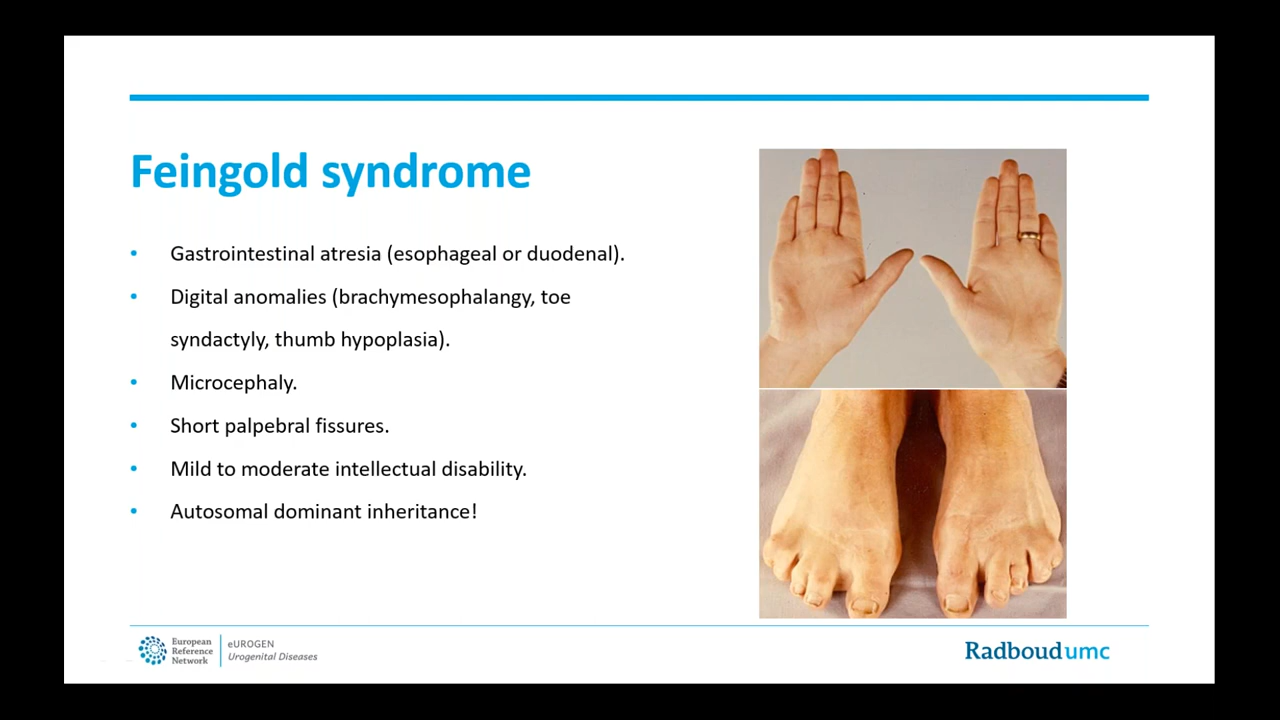 Feingold syndrome
• Gastrointestinal atresia (esophageal or duodenal).
• Digital anomalies (brachymesophalangy, toe
syndactyly, thumb hypoplasia).
• Microcephaly.
• Short palpebral fissures.
• Mild to moderate intellectual disability.
• Autosomal dominant inheritance!
European
Reference
Network
eUROGEN
Urogenital Diseases
Radboudumc